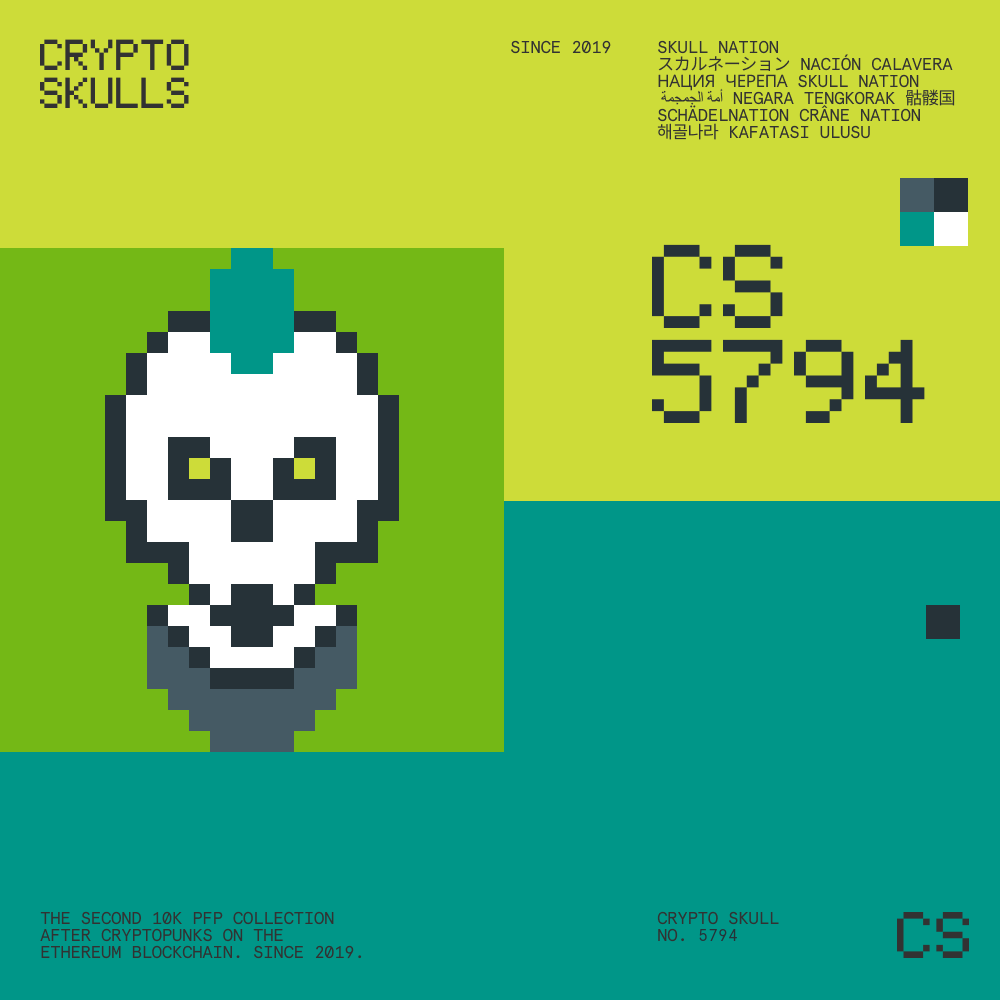 CRYPTO
SKULLS
SINCE 2019
SKULL NATION
スカルネーション NACIÓN CALAVERA
НАЦИЯ ЧЕРЕПА SKULL NATION
أمة الجمجمة NEGARA TENGKORAK 骷髅国
SCHÄDELNATION CRÂNE NATION
해골나라 KAFATASI ULUSU
CS
5794
THE SECOND 10K PFP COLLECTION
AFTER CRYPTOPUNKS ON THE
ETHEREUM BLOCKCHAIN. SINCE 2019.
CRYPTO SKULL
NO. 5794
CS